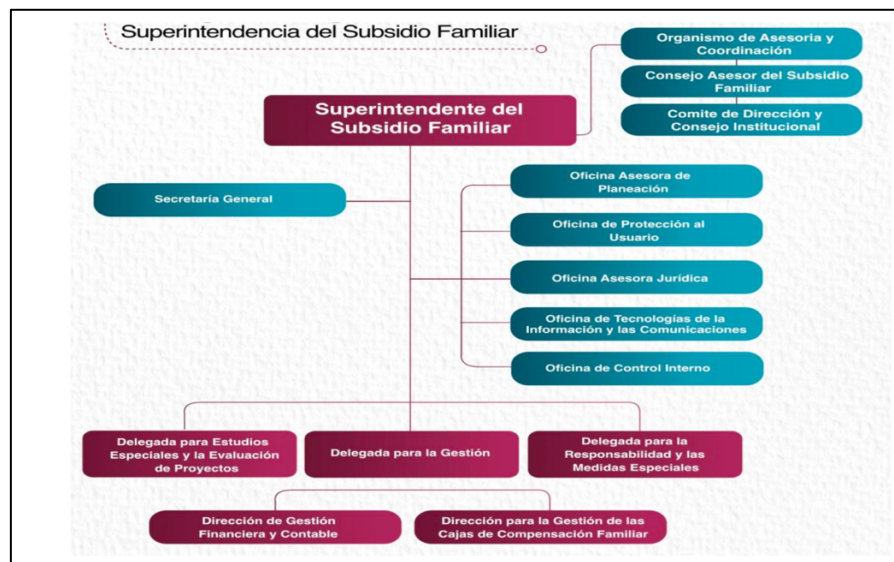 Superintendencia del Subsidio Familiar
Organismo de Asesoria y
Coordinación
Consejo Asesor del Subsidio
Familiar
Comite de Dirección y
Consejo Institucional
Superintendente del
Subsidio Familiar
Secretaría General
Oficina Asesora de
Planeación
Oficina de Protección al
Usuario
Oficina Asesora Jurídica
Oficina de Tecnologías de la
Información y las Comunicaciones
Oficina de Control Interno
Delegada para Estudios
Especiales y la Evaluación
de Proyectos
Delegada para la Gestión
Delegada para la
Responsabilidad y las
Medidas Especiales
Dirección de Gestión
Financiera y Contable
Dirección para la Gestión de las
Cajas de Compensación Familiar